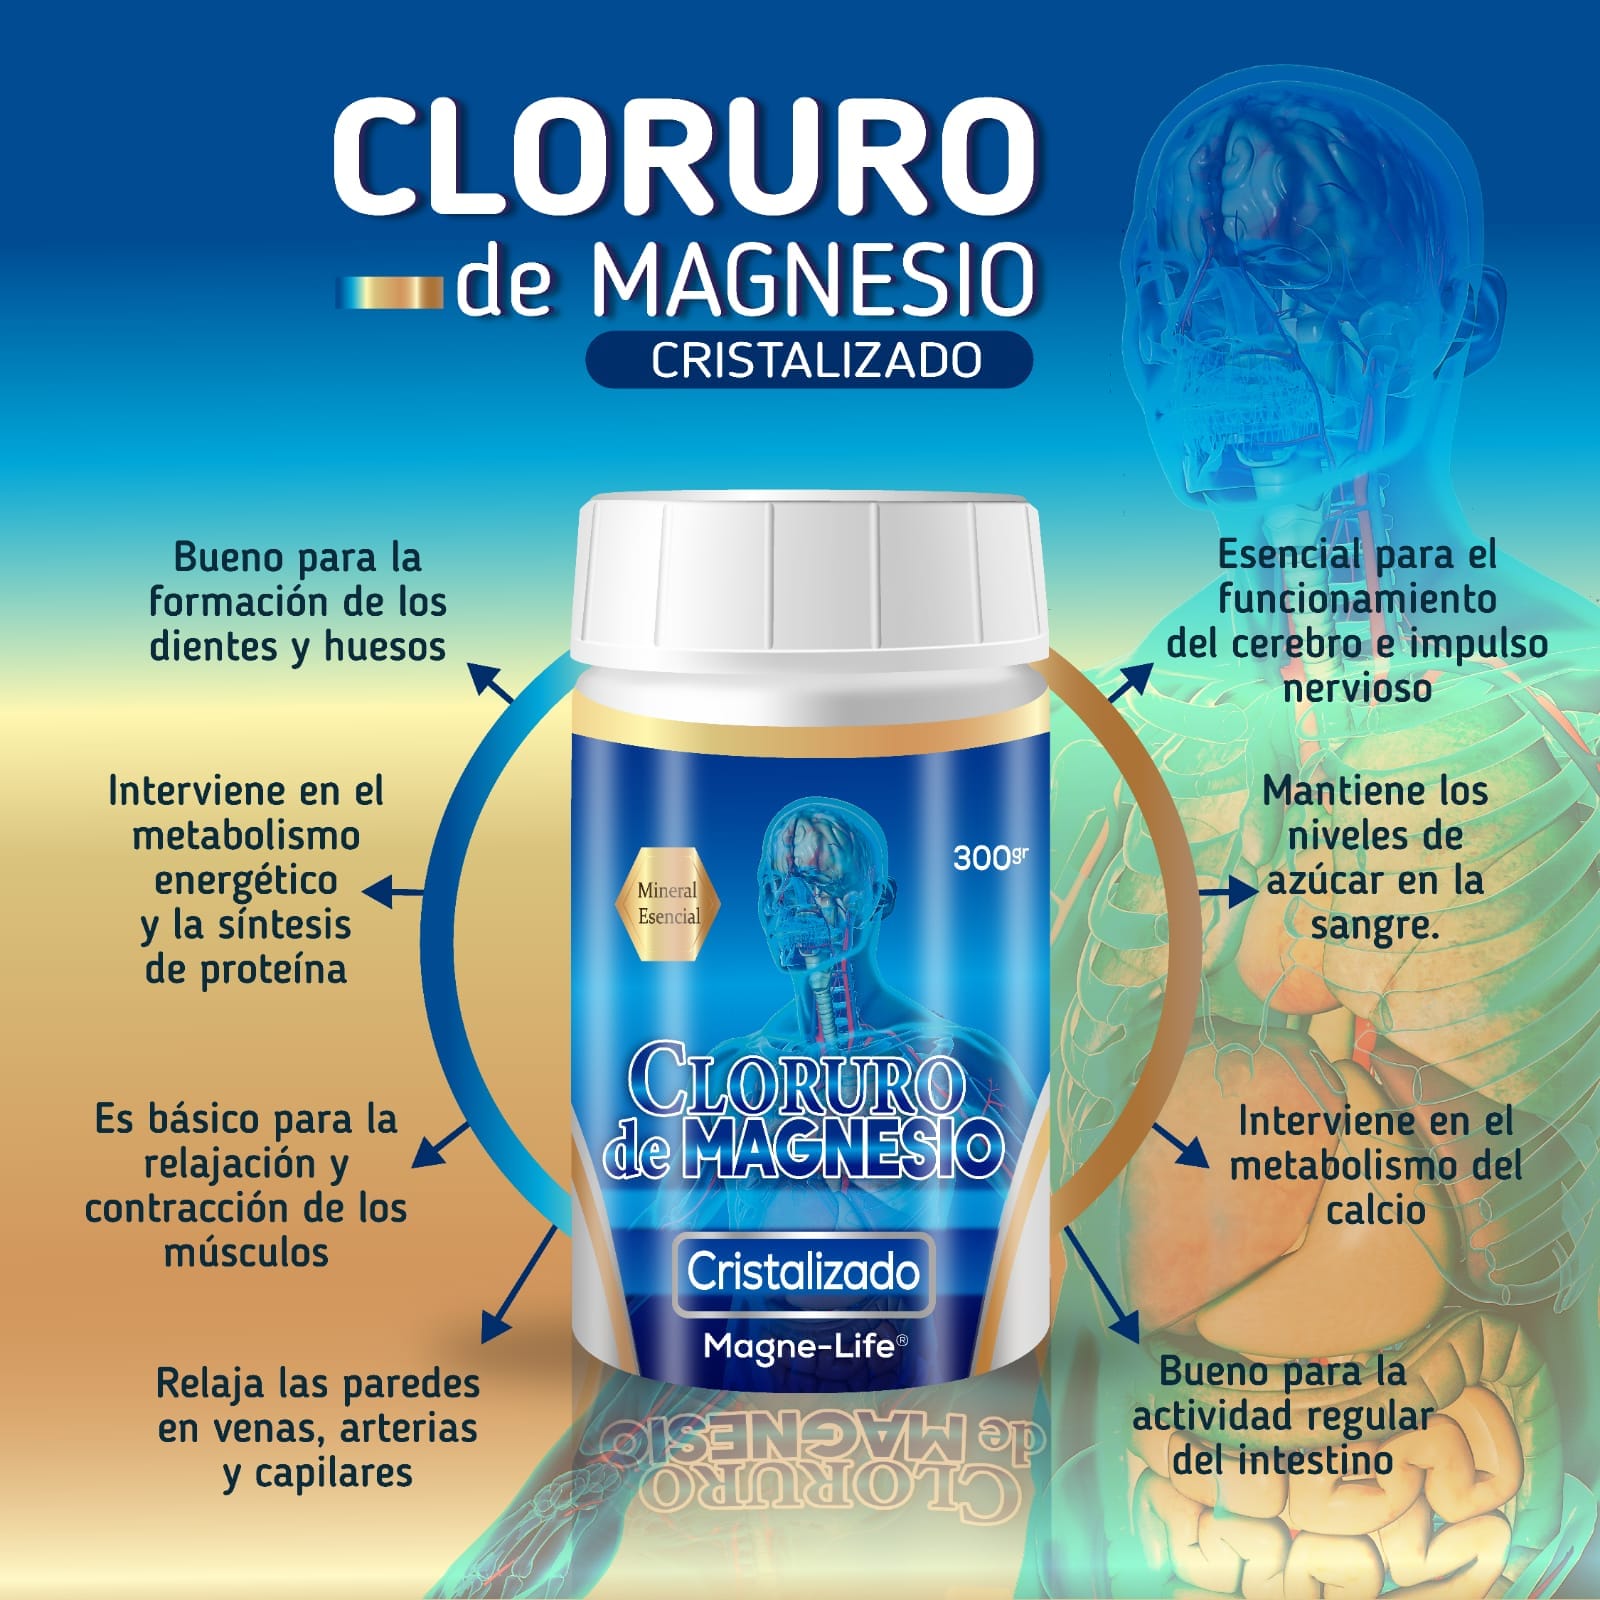 CLORURO
de MAGNESIO
CRISTALIZADO
Bueno para la
formación de los
dientes y huesos
Interviene en el
metabolismo
energético
y la síntesis
de proteína
Es básico para la
relajación y
contracción de los
músculos
Relaja las paredes
en venas, arterias
y capilares
Mineral
Esencial
300gr
CLORURO
de MAGNESIO
Cristalizado
Magne-Life®
Esencial para el
funcionamiento
del cerebro e impulso
nervioso
Mantiene los
niveles de
azúcar en la
sangre.
Interviene en el
metabolismo del
calcio
Bueno para la
actividad regular
del intestino
de MAGNESIO
CLORURO